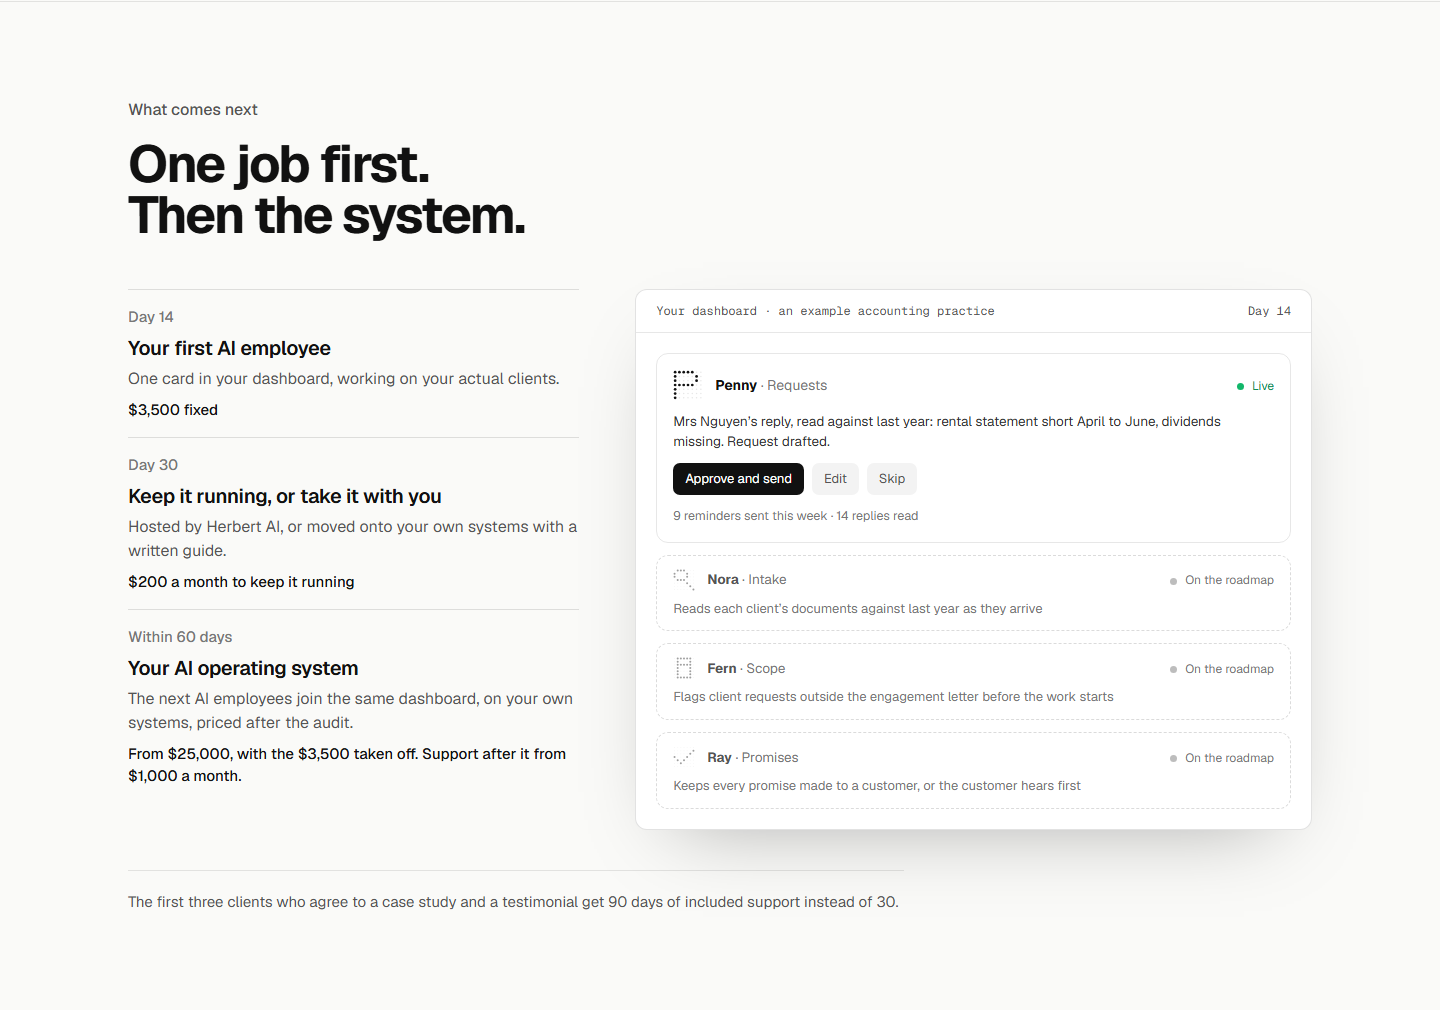 What comes next
One job first.
Then the system.
Day 14
Your first AI employee
One card in your dashboard, working on your actual clients.
$3,500 fixed
Day 30
Keep it running, or take it with you
Hosted by Herbert AI, or moved onto your own systems with a
written guide.
$200 a month to keep it running
Within 60 days
Your AI operating system
The next AI employees join the same dashboard, on your own
systems, priced after the audit.
From $25,000, with the $3,500 taken off. Support after it from
$1,000 a month.
Your dashboard · an example accounting practice
Day 14
Penny · Requests
Live
Mrs Nguyen's reply, read against last year: rental statement short April to June, dividends
missing. Request drafted.
Approve and send
Edit
Skip
9 reminders sent this week · 14 replies read
Nora · Intake
On the roadmap
Reads each client's documents against last year as they arrive
Fern · Scope
On the roadmap
Flags client requests outside the engagement letter before the work starts
Ray · Promises
On the roadmap
Keeps every promise made to a customer, or the customer hears first
The first three clients who agree to a case study and a testimonial get 90 days of included support instead of 30.